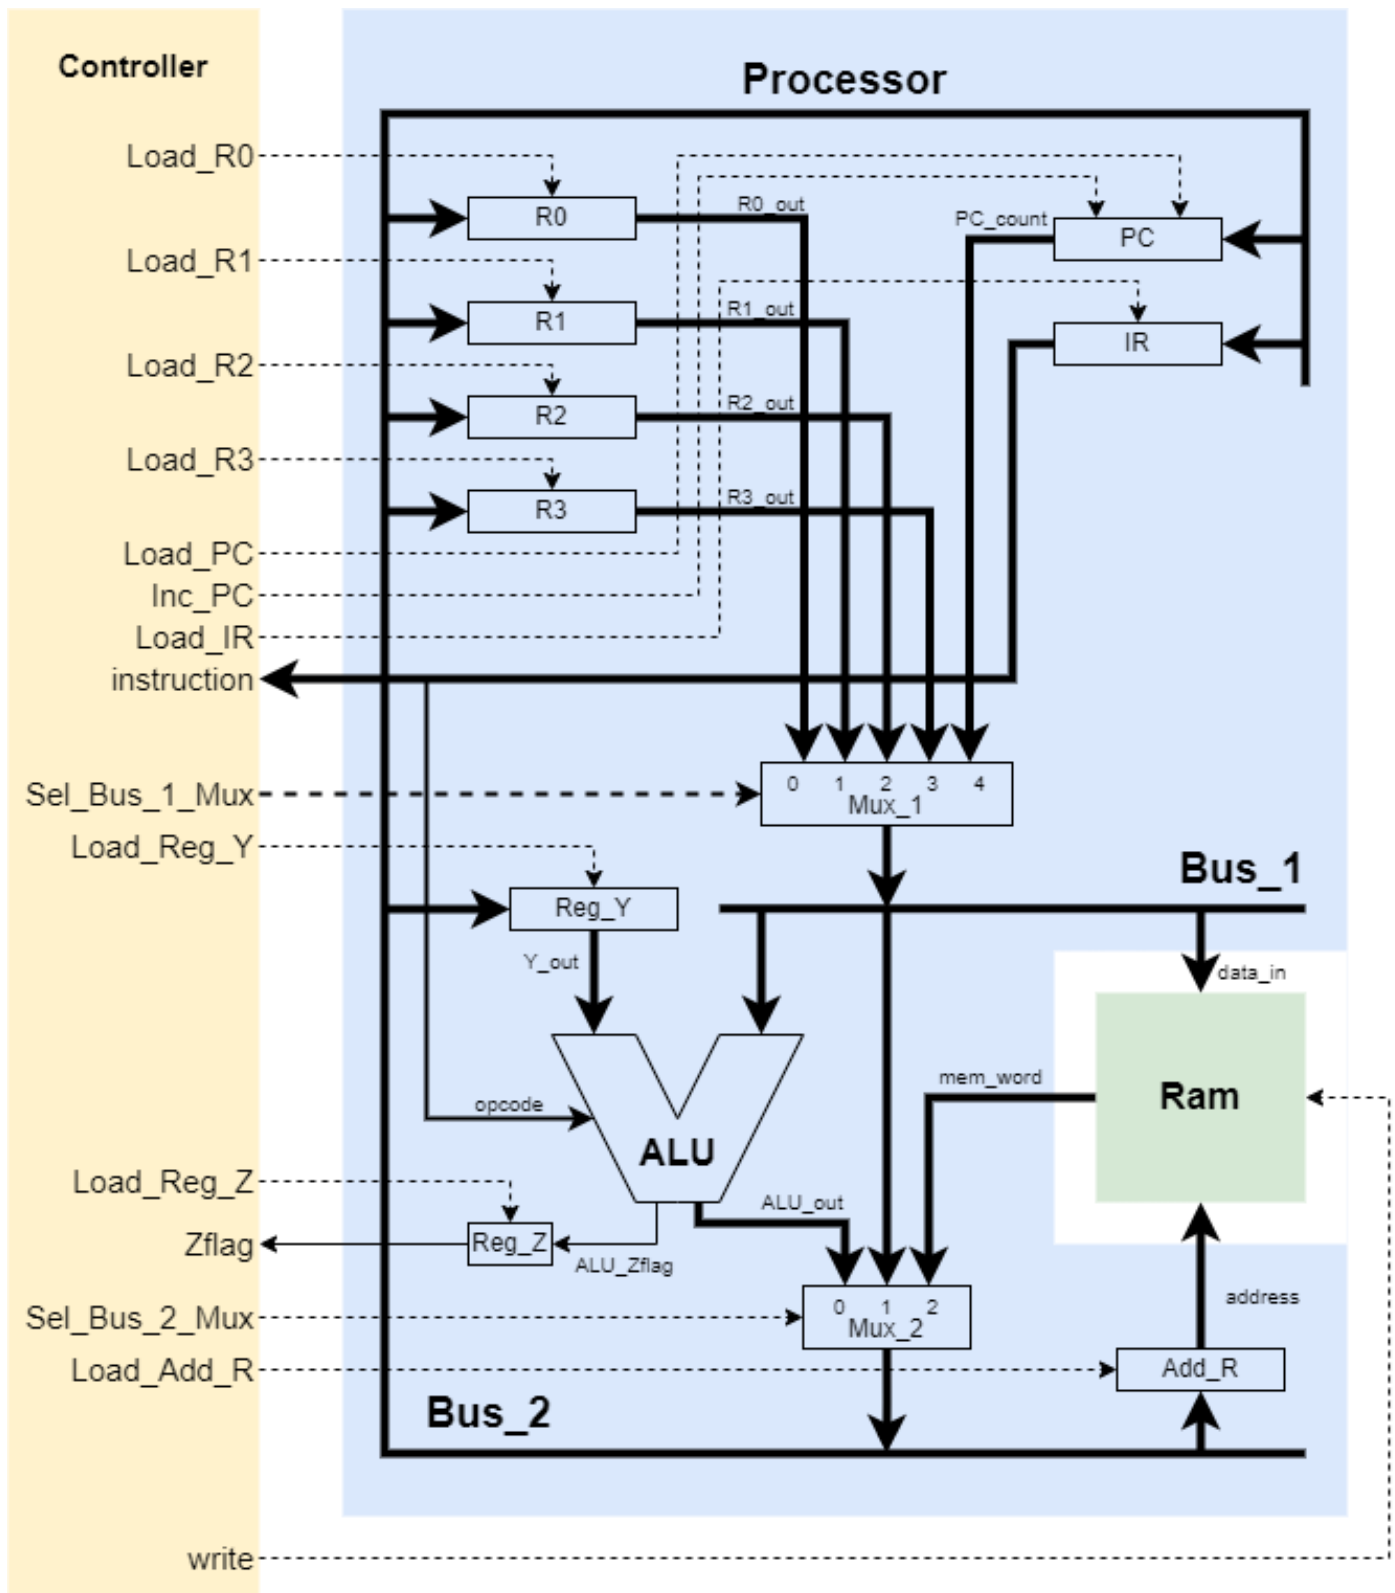 Controller
Processor
Load_R0
R0
R0_out
PC_count
PC
Load_R1
R1
R1_out
IR
Load_R2
R2
R2_out
Load_R3
R3
R3_out
Load_PC
Inc_PC
Load_IR
instruction
Sel_Bus_1_Mux
0 1 2 3 4
Mux_1
Load_Reg_Y
Bus_1
Reg_Y
Y_out
data_in
mem_word
Ram
opcode
ALU
Load_Reg_Z
ALU_out
Zflag
Reg_Z
ALU_Zflag
address
Sel_Bus_2_Mux
0 1 2
Mux_2
Load_Add_R
Add_R
Bus_2
write